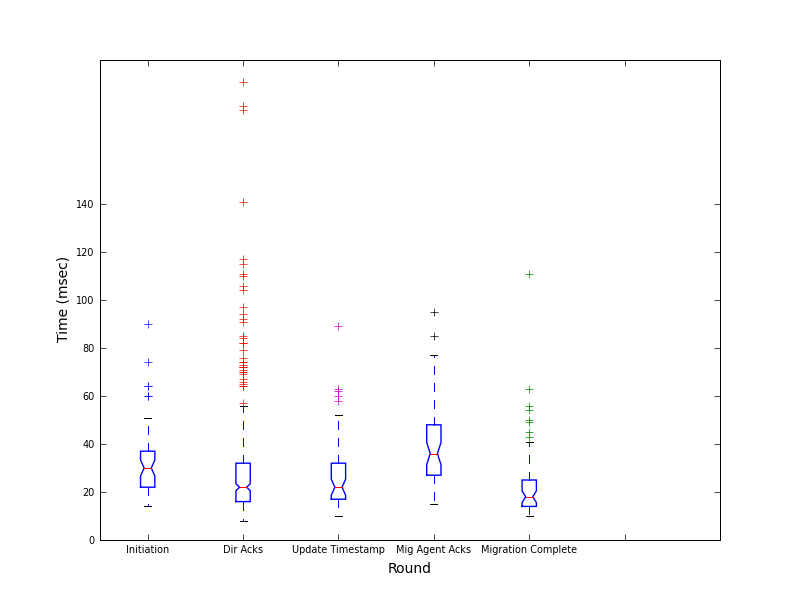 Time (msec)
140
120
100
80
60
40
20
0
Initiation Dir Acks Update Timestamp Mig Agent Acks Migration Complete
Round